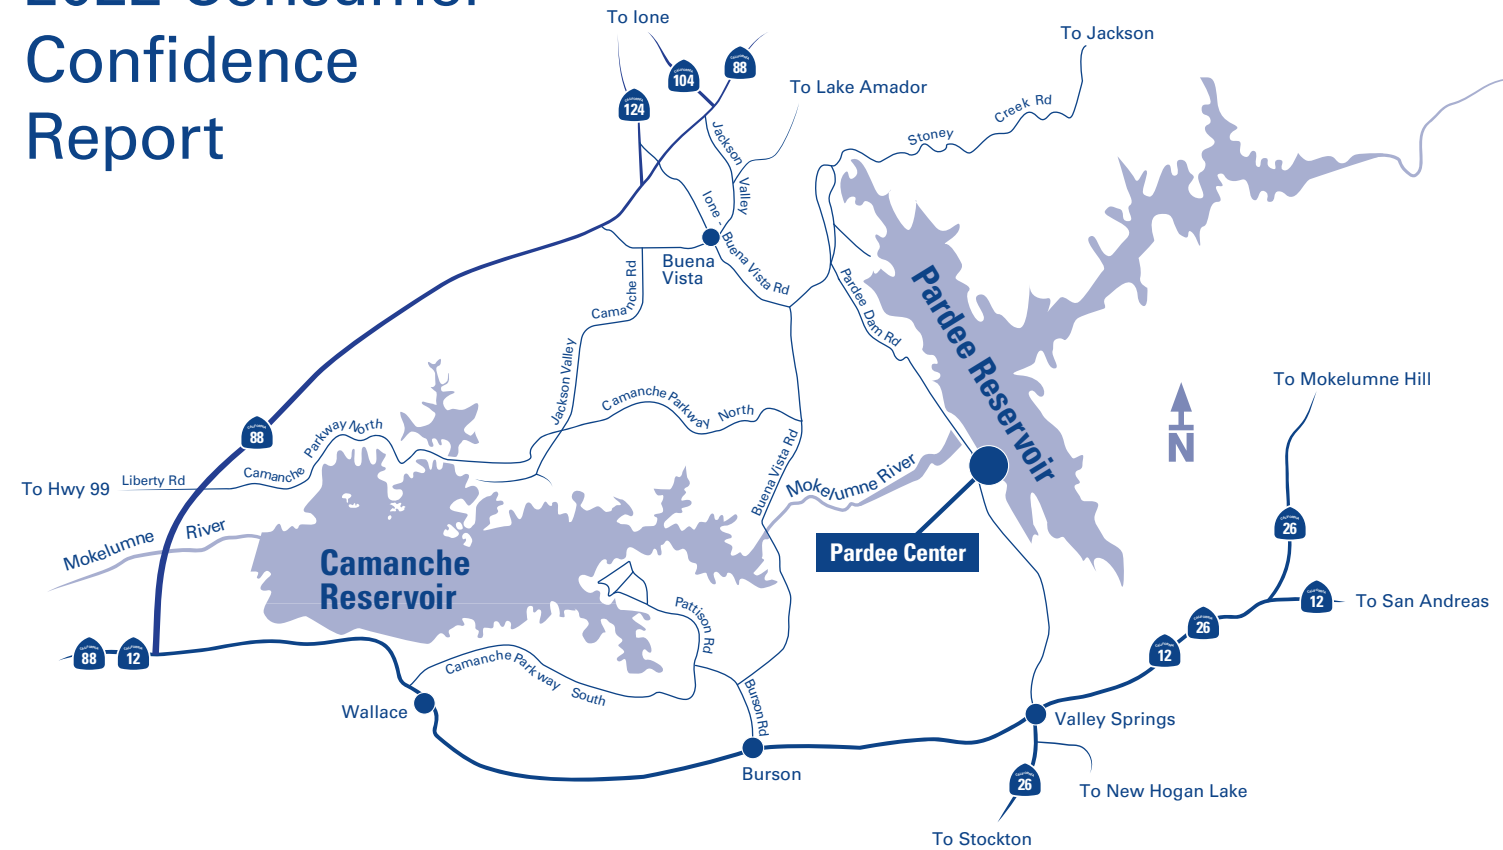 2022 Consumer
Confidence
Report
To Ione
To Jackson
88
104
124
To Lake Amador
Stoney Creek Rd
Jackson Valley
Ione - Buena Vista Rd
Buena
Vista
Jackson Valley Camanche Rd
Pardee Dam Rd
Pardee Reservoir
To Mokelumne Hill
N
88
Camanche Parkway North
Camanche Parkway North
Buena Vista Rd
To Hwy 99
Liberty Rd
Mokelumne River
Mokelumne River
Pardee Center
Camanche
Reservoir
26
12
To San Andreas
26
12
Pattison Rd
88
12
Camanche Parkway South
Burson Rd
Wallace
Valley Springs
Burson
26
To New Hogan Lake
To Stockton